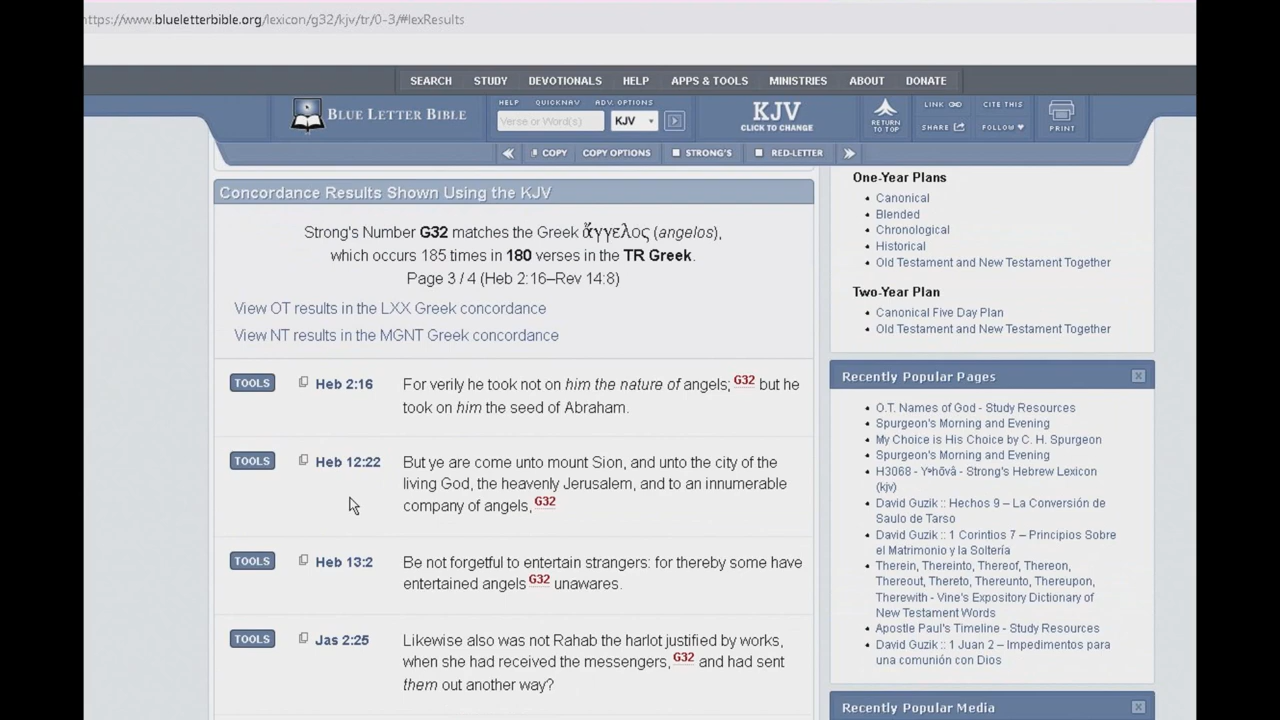 https://www.blueletterbible.org/lexicon/g32/kjv/tr/0-3/#lexResults
SEARCH STUDY DEVOTIONALS HELP APPS & TOOLS MINISTRIES ABOUT DONATE
BLUE LETTER BIBLE
HELP QUICKNAV ADV. OPTIONS
Verse or Word(s) KJV
KJV
CLICK TO CHANGE
RETURN
TO TOP
LINK CITE THIS
SHARE FOLLOW
PRINT
COPY COPY OPTIONS STRONG'S RED-LETTER
Concordance Results Shown Using the KJV
Strong's Number G32 matches the Greek ἄγγελος (angelos),
which occurs 185 times in 180 verses in the TR Greek.
Page 3 / 4 (Heb 2:16–Rev 14:8)
View OT results in the LXX Greek concordance
View NT results in the MGNT Greek concordance
TOOLS Heb 2:16 For verily he took not on him the nature of angels; G32 but he
took on him the seed of Abraham.
TOOLS Heb 12:22 But ye are come unto mount Sion, and unto the city of the
living God, the heavenly Jerusalem, and to an innumerable
company of angels, G32
TOOLS Heb 13:2 Be not forgetful to entertain strangers: for thereby some have
entertained angels G32 unawares.
TOOLS Jas 2:25 Likewise also was not Rahab the harlot justified by works,
when she had received the messengers, G32 and had sent
them out another way?
One-Year Plans
Canonical
Blended
Chronological
Historical
Old Testament and New Testament Together
Two-Year Plan
Canonical Five Day Plan
Old Testament and New Testament Together
Recently Popular Pages
O.T. Names of God - Study Resources
Spurgeon's Morning and Evening
My Choice is His Choice by C. H. Spurgeon
Spurgeon's Morning and Evening
H3068 - Yᵊhōvâ - Strong's Hebrew Lexicon
(kjv)
David Guzik :: Hechos 9 – La Conversión de
Saulo de Tarso
David Guzik :: 1 Corintios 7 – Principios Sobre
el Matrimonio y la Soltería
Therein, Thereinto, Thereof, Thereon,
Thereout, Thereto, Thereunto, Thereupon,
Therewith - Vine's Expository Dictionary of
New Testament Words
Apostle Paul's Timeline - Study Resources
David Guzik :: 1 Juan 2 – Impedimentos para
una comunión con Dios
Recently Popular Media